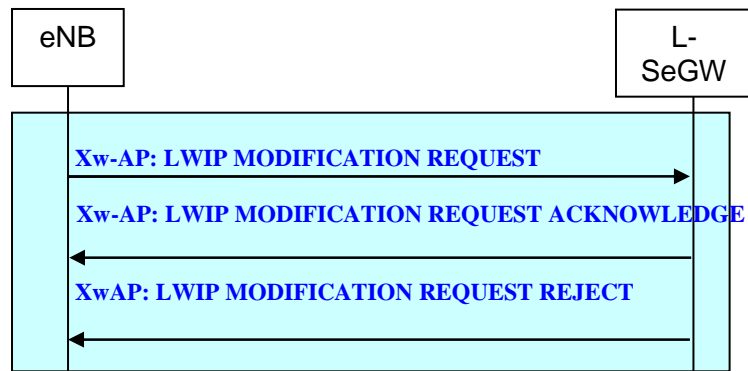 eNB
L-
SeGW
Xw-AP: LWIP MODIFICATION REQUEST
Xw-AP: LWIP MODIFICATION REQUEST ACKNOWLEDGE
XwAP: LWIP MODIFICATION REQUEST REJECT